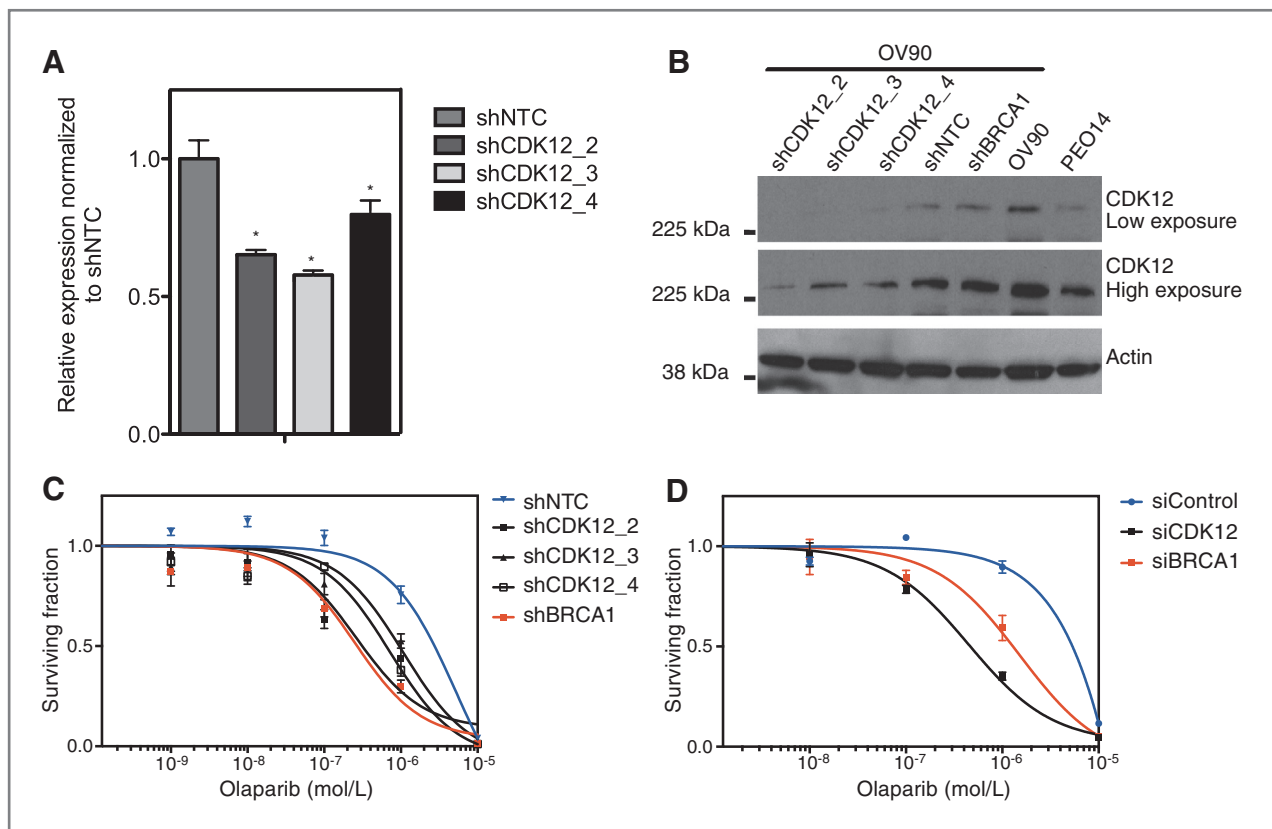 A
Relative expression normalized
to shNTC
1.0
0.5
0.0
* * *
shNTC
shCDK12_2
shCDK12_3
shCDK12_4
B
OV90
shCDK12_2
shCDK12_3
shCDK12_4
shNTC
shBRCA1
OV90
PEO14
225 kDa
CDK12
Low exposure
225 kDa
CDK12
High exposure
38 kDa
Actin
C
Surviving fraction
1.0
0.5
0.0
10-9 10-8 10-7 10-6 10-5
Olaparib (mol/L)
shNTC
shCDK12_2
shCDK12_3
shCDK12_4
shBRCA1
D
Surviving fraction
1.0
0.5
0.0
10-8 10-7 10-6 10-5
Olaparib (mol/L)
siControl
siCDK12
siBRCA1